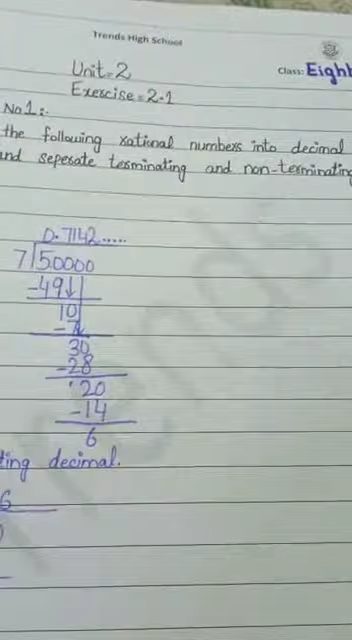 Trends High School
Unit=2
Class: Eight
Exercise=2.1
No 1:.
the following rational numbers into decimal
and seperate terminating and non-terminating
0.7142.....
7 50000
-49↓
10
-7↓
30
-28
20
-14
6
ting decimal.
6
Trends